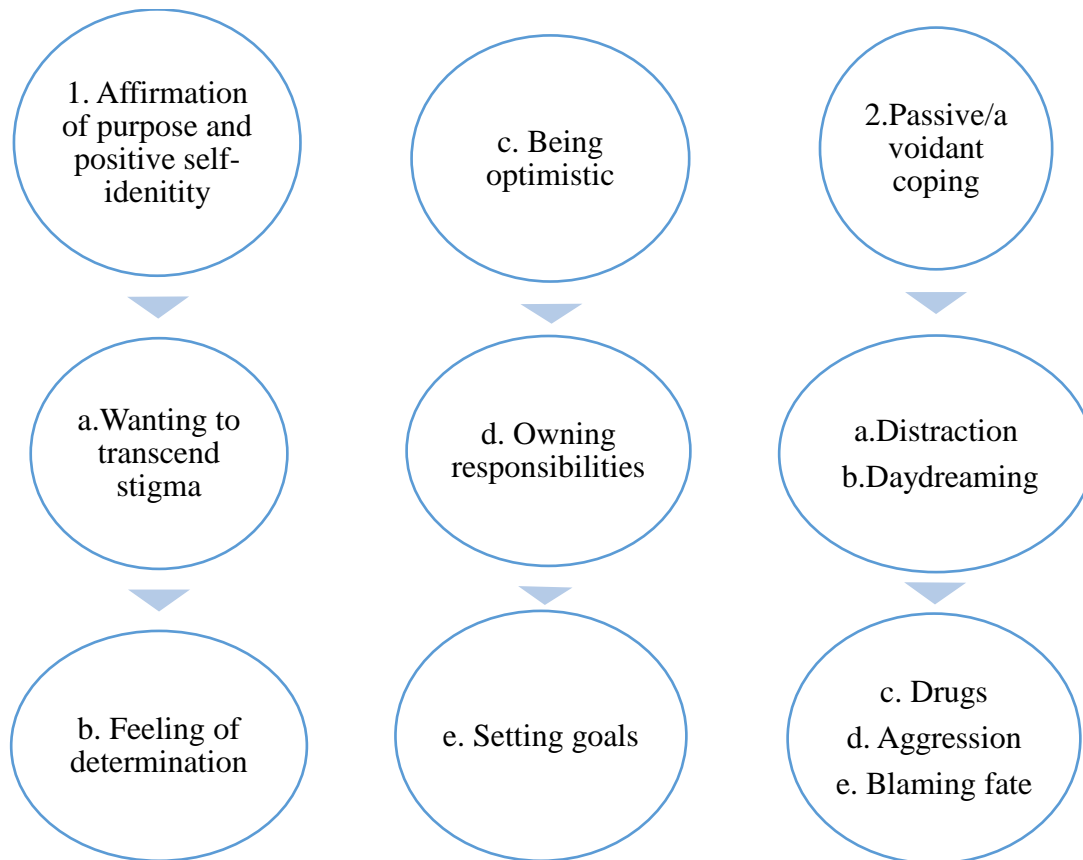 1. Affirmation
of purpose and
positive self-
idenitity
a.Wanting to
transcend
stigma
b. Feeling of
determination
c. Being
optimistic
d. Owning
responsibilities
e. Setting goals
2.Passive/a
voidant
coping
a.Distraction
b.Daydreaming
c. Drugs
d. Aggression
e. Blaming fate